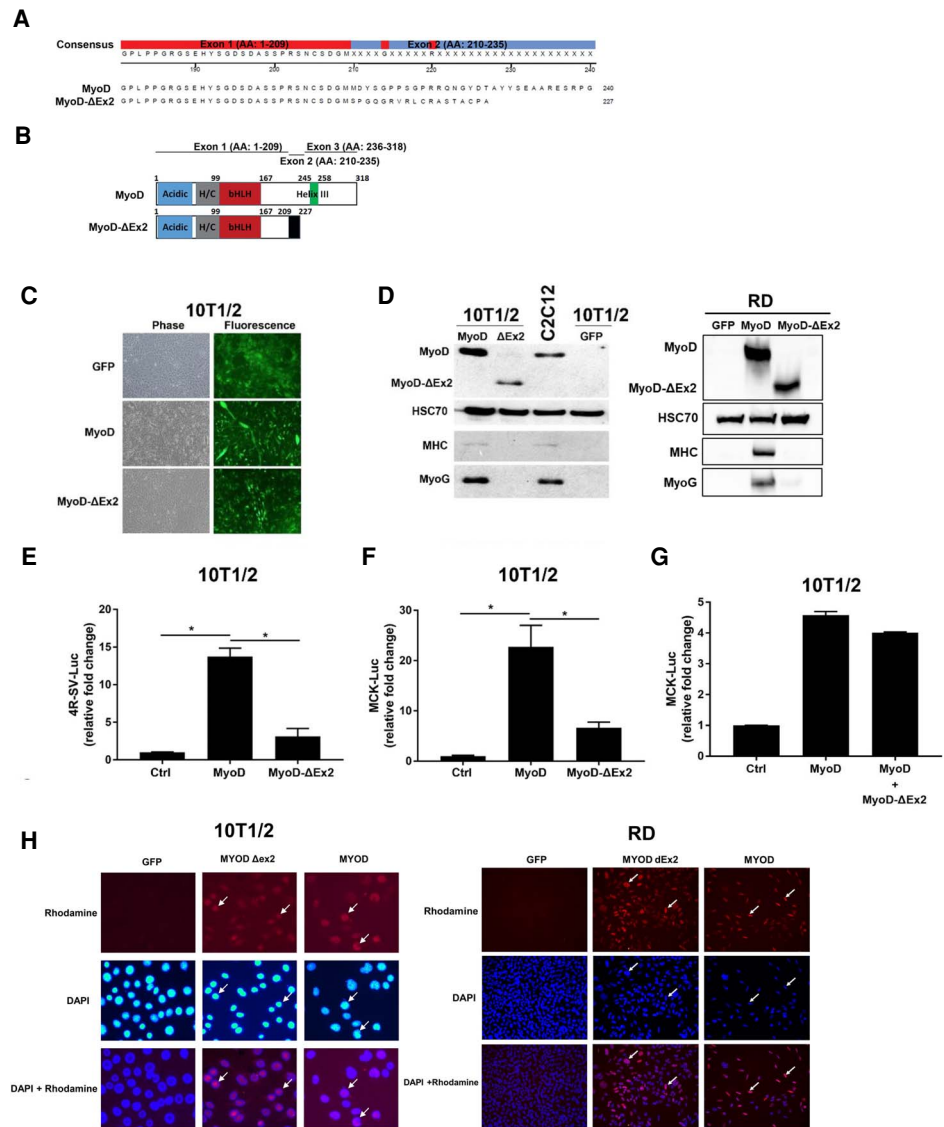 A
Consensus
Exon 1 (AA: 1-209)
Exon 2 (AA: 210-235)
G P L P P G R G S E H Y S G D S D A S S P R S N C S D G M X X X X G X X X X X R X X X X X X X X X X X X X X X X X X X X
190 200 210 220 230 240
MyoD G P L P P G R G S E H Y S G D S D A S S P R S N C S D G M M D Y S G P P S G P R R Q N G Y D T A Y Y S E A A R E S R P G 240
MyoD-ΔEx2 G P L P P G R G S E H Y S G D S D A S S P R S N C S D G M S P G Q G R V R L C R A S T A C P A 227
B
Exon 1 (AA: 1-209) Exon 3 (AA: 236-318)
Exon 2 (AA: 210-235)
1 99 167 245 258 318
MyoD Acidic H/C bHLH Helix III
1 99 167 209 227
MyoD-ΔEx2 Acidic H/C bHLH
C
10T1/2
Phase Fluorescence
GFP
MyoD
MyoD-ΔEx2
D
10T1/2 C2C12 10T1/2
MyoD ΔEx2 GFP
MyoD
MyoD-ΔEx2
HSC70
MHC
MyoG
RD
GFP MyoD MyoD-ΔEx2
MyoD
MyoD-ΔEx2
HSC70
MHC
MyoG
E
10T1/2
4R-SV-Luc
(relative fold change)
20
15
10
5
0
* *
Ctrl MyoD MyoD-ΔEx2
F
10T1/2
MCK-Luc
(relative fold change)
30
20
10
0
* *
Ctrl MyoD MyoD-ΔEx2
G
10T1/2
MCK-Luc
(relative fold change)
5
4
3
2
1
0
Ctrl MyoD MyoD
+
MyoD-ΔEx2
H
10T1/2
GFP MYOD Δex2 MYOD
Rhodamine
DAPI
DAPI + Rhodamine
RD
GFP MYOD dEx2 MYOD
Rhodamine
DAPI
DAPI +Rhodamine